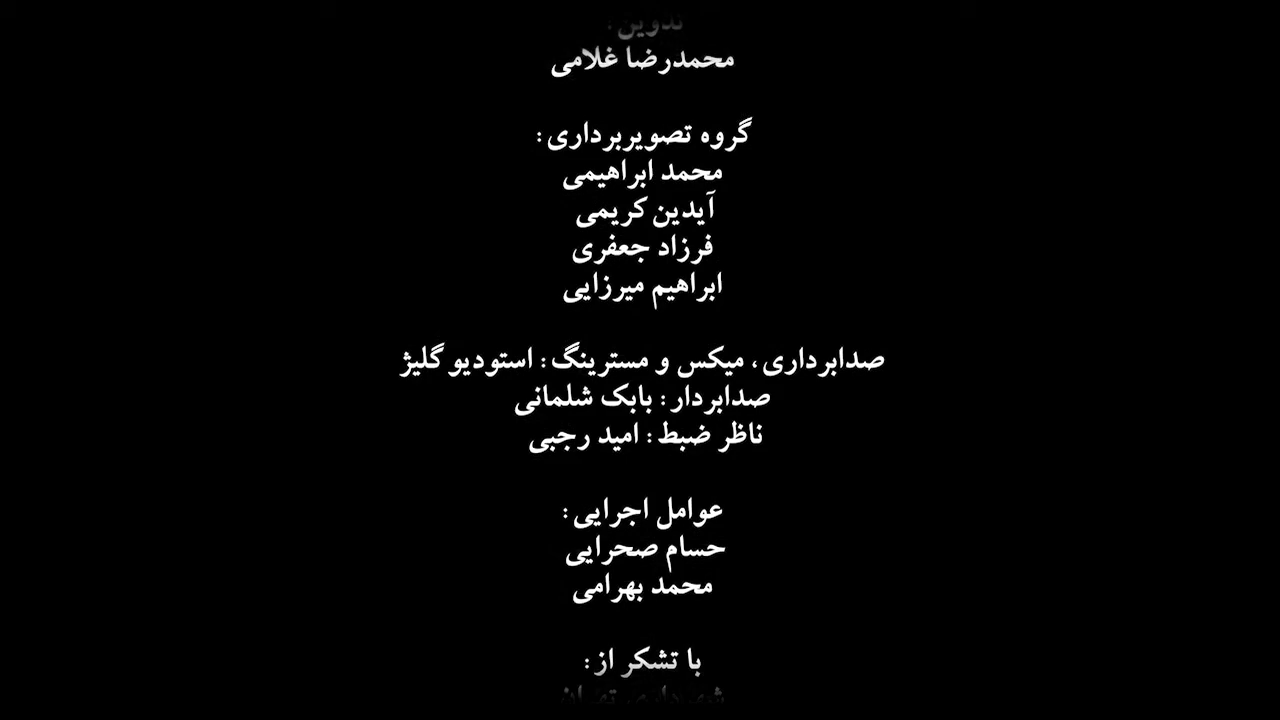 تدوین :
محمدرضا غلامی
گروه تصویربرداری :
محمد ابراهیمی
آیدین کریمی
فرزاد جعفری
ابراهیم میرزایی
صدابرداری، میکس و مسترینگ : استودیو گلیژ
صدابردار : بابک شلمانی
ناظر ضبط : امید رجبی
عوامل اجرایی :
حسام صحرایی
محمد بهرامی
با تشکر از :